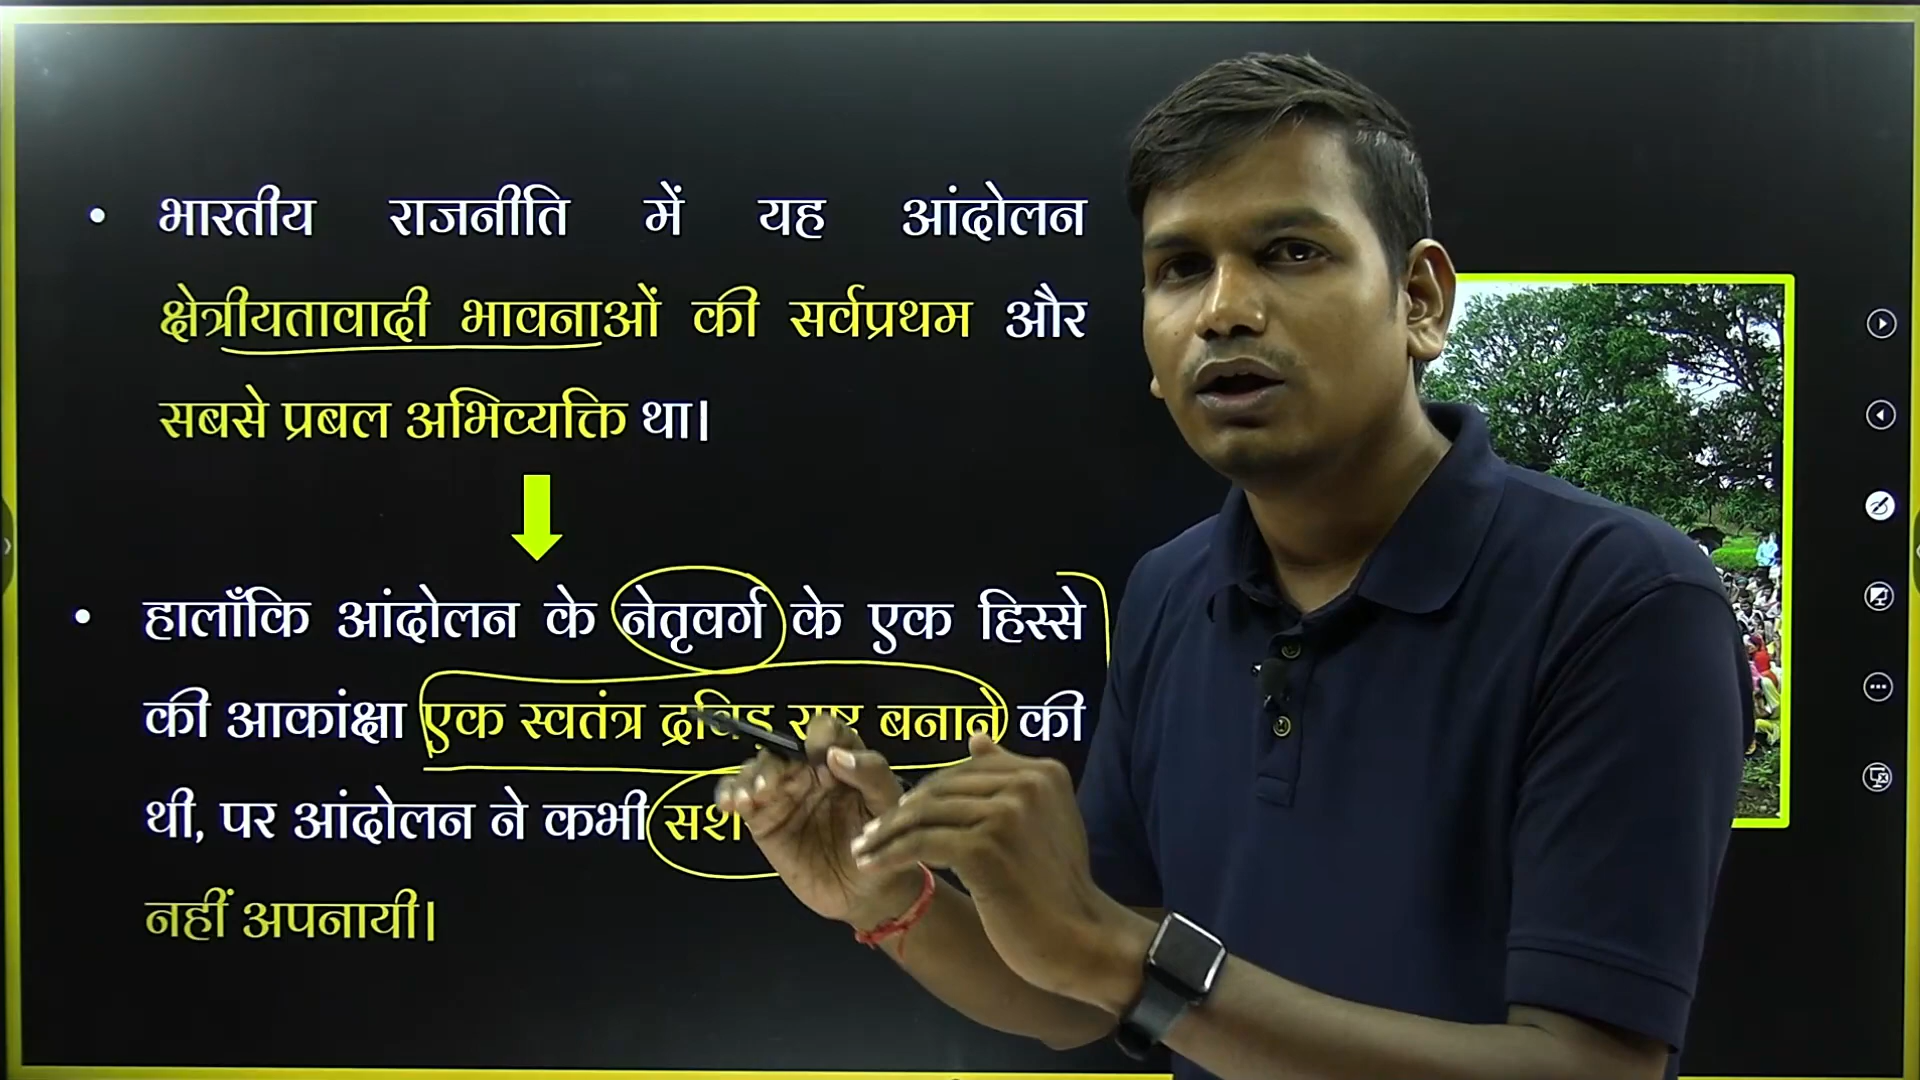 • भारतीय राजनीति में यह आंदोलन
क्षेत्रीयतावादी भावनाओं की सर्वप्रथम और
सबसे प्रबल अभिव्यक्ति था।
• हालाँकि आंदोलन के नेतृवर्ग के एक हिस्से
की आकांक्षा एक स्वतंत्र द्रविड़ राष्ट्र बनाने की
थी, पर आंदोलन ने कभी
नहीं अपनायी।